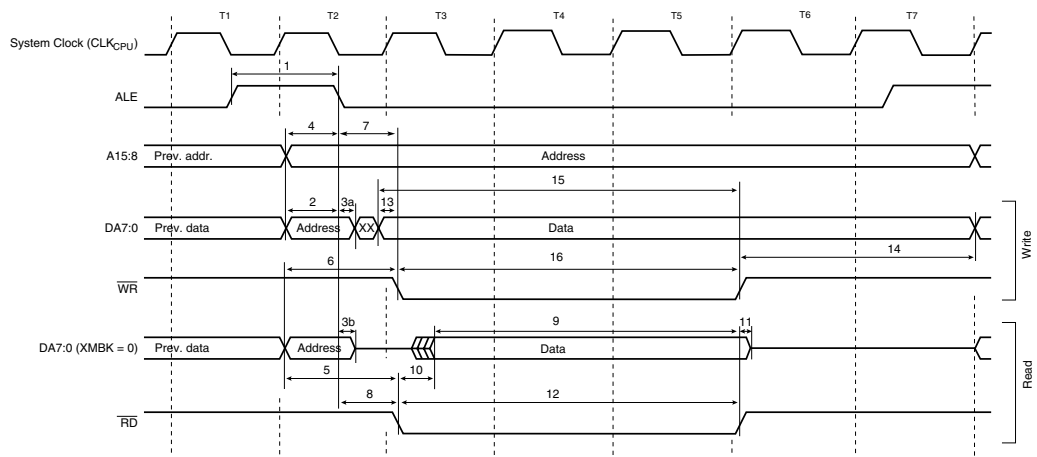 T1 T2 T3 T4 T5 T6 T7
System Clock (CLKCPU)
1
ALE
4 7
A15:8 Prev. addr. Address
15
2 3a 13
DA7:0 Prev. data Address XX Data
14
6 16
WR
Write
3b 9 11
DA7:0 (XMBK = 0) Prev. data Address Data
5 10
8 12
RD
Read